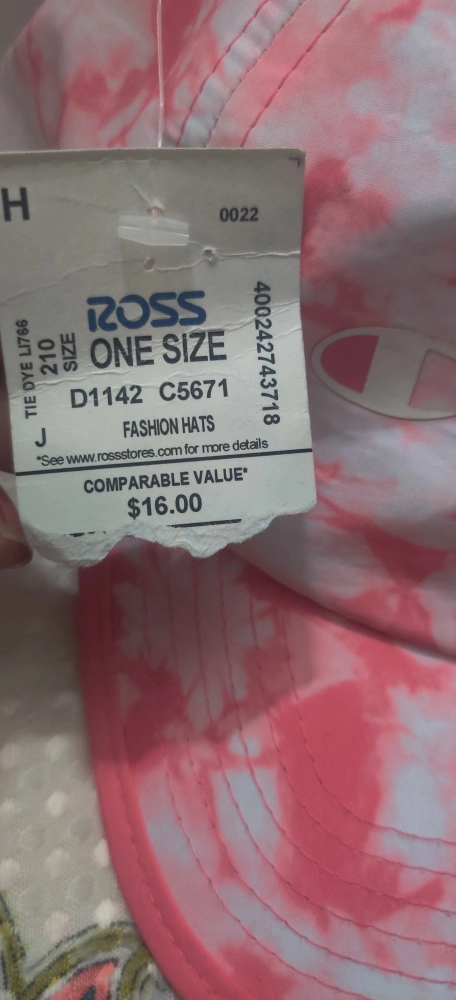 H
0022
ROSS
ONE SIZE
D1142 C5671
FASHION HATS
*See www.rossstores.com for more details
COMPARABLE VALUE*
$16.00
TIE DYE LI766
210
SIZE
J
400242743718